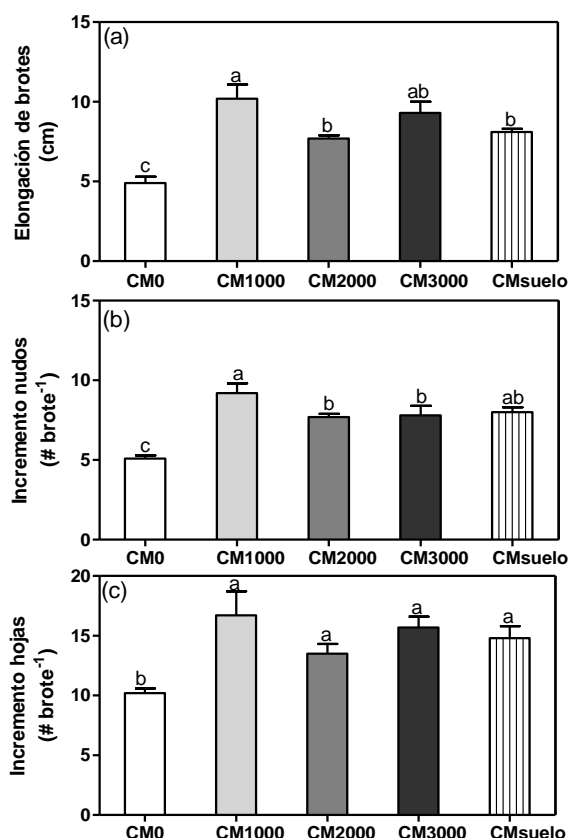 (a)
Elongación de brotes
(cm)
15
10
5
0
c
a
b
ab
b
CM0 CM1000 CM2000 CM3000 CMsuelo
(b)
Incremento nudos
(# brote⁻¹)
15
10
5
0
c
a
b
b
ab
CM0 CM1000 CM2000 CM3000 CMsuelo
(c)
Incremento hojas
(# brote⁻¹)
20
15
10
5
0
b
a
a
a
a
CM0 CM1000 CM2000 CM3000 CMsuelo